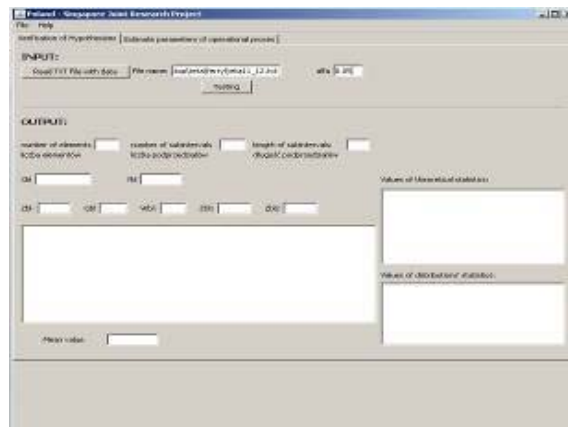 Poland - Singapore Joint Research Project
File Help
Verification of Hypotheses Estimate parameters of operational proces
INPUT:
Read TXT File with data File name: alfa: 0.05
Testing
OUTPUT:
number of elements number of subintervals length of subintervals
liczba elementów liczba podprzedziałów długość podprzedziałów
Values of theoretical statistics:
Values of distributions' statistics:
Mean value: